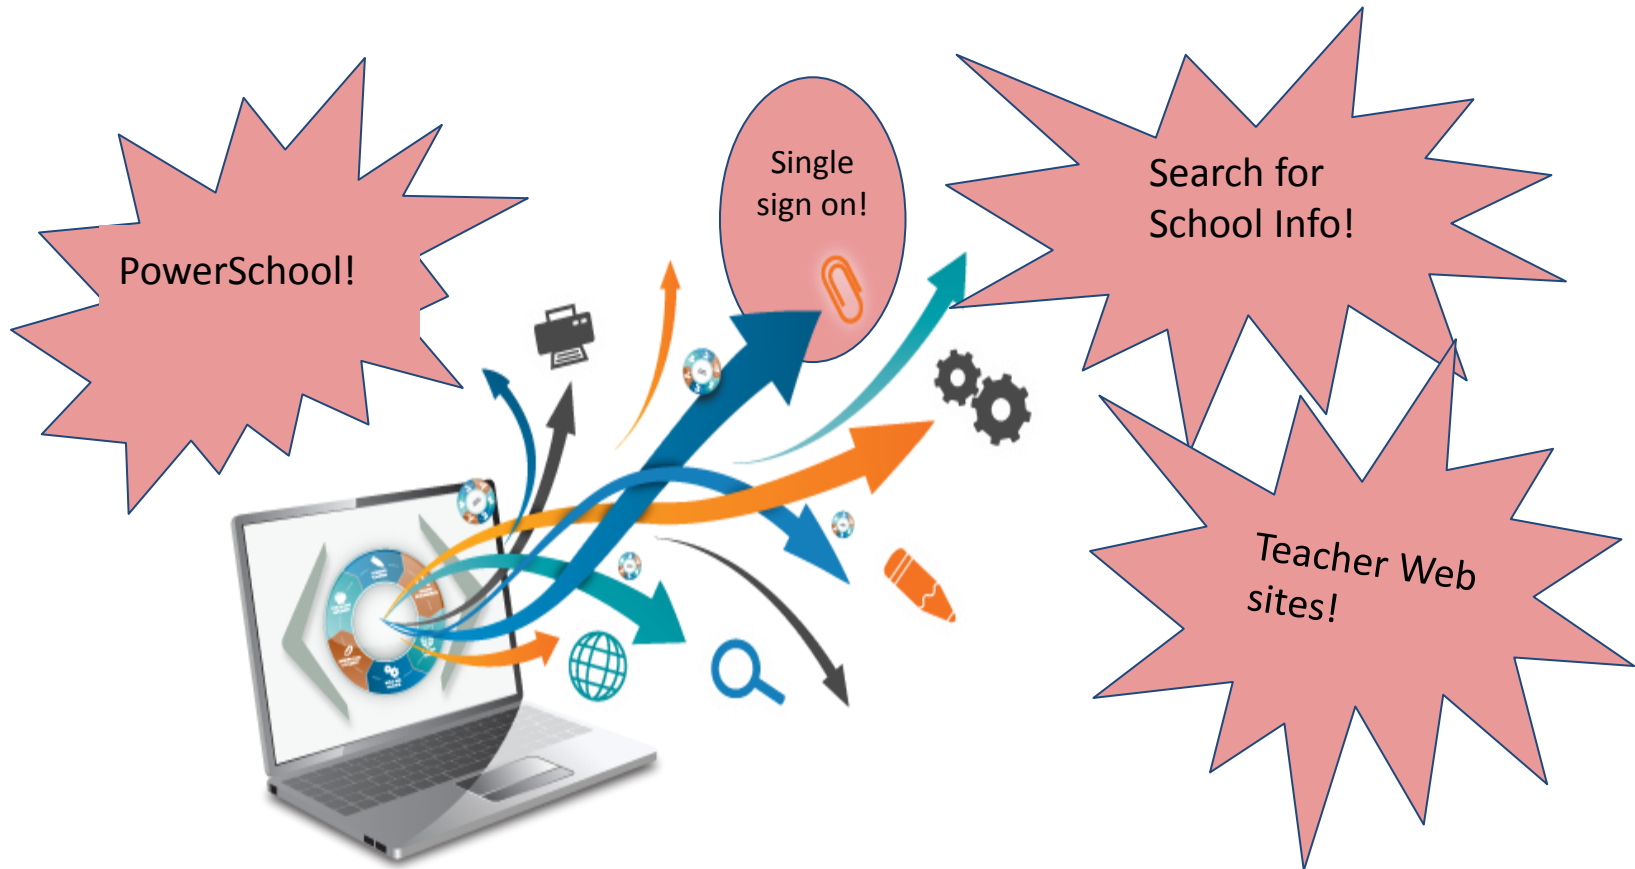 PowerSchool!
Single
sign on!
Search for
School Info!
Teacher Web
sites!